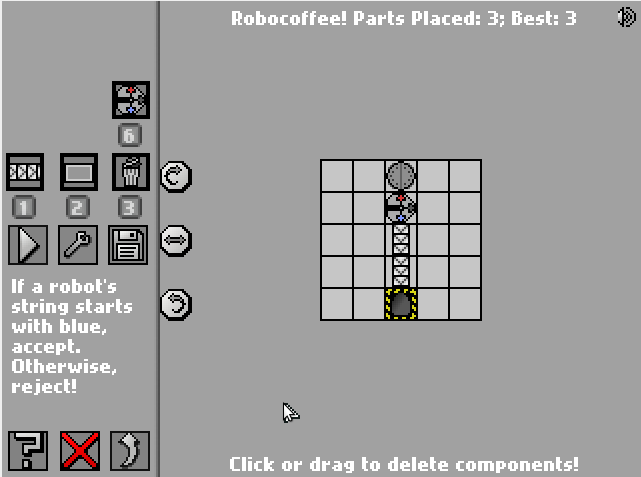 Robocoffee! Parts Placed: 3; Best: 3
6
1 2 3
If a robot's
string starts
with blue,
accept.
Otherwise,
reject!
Click or drag to delete components!